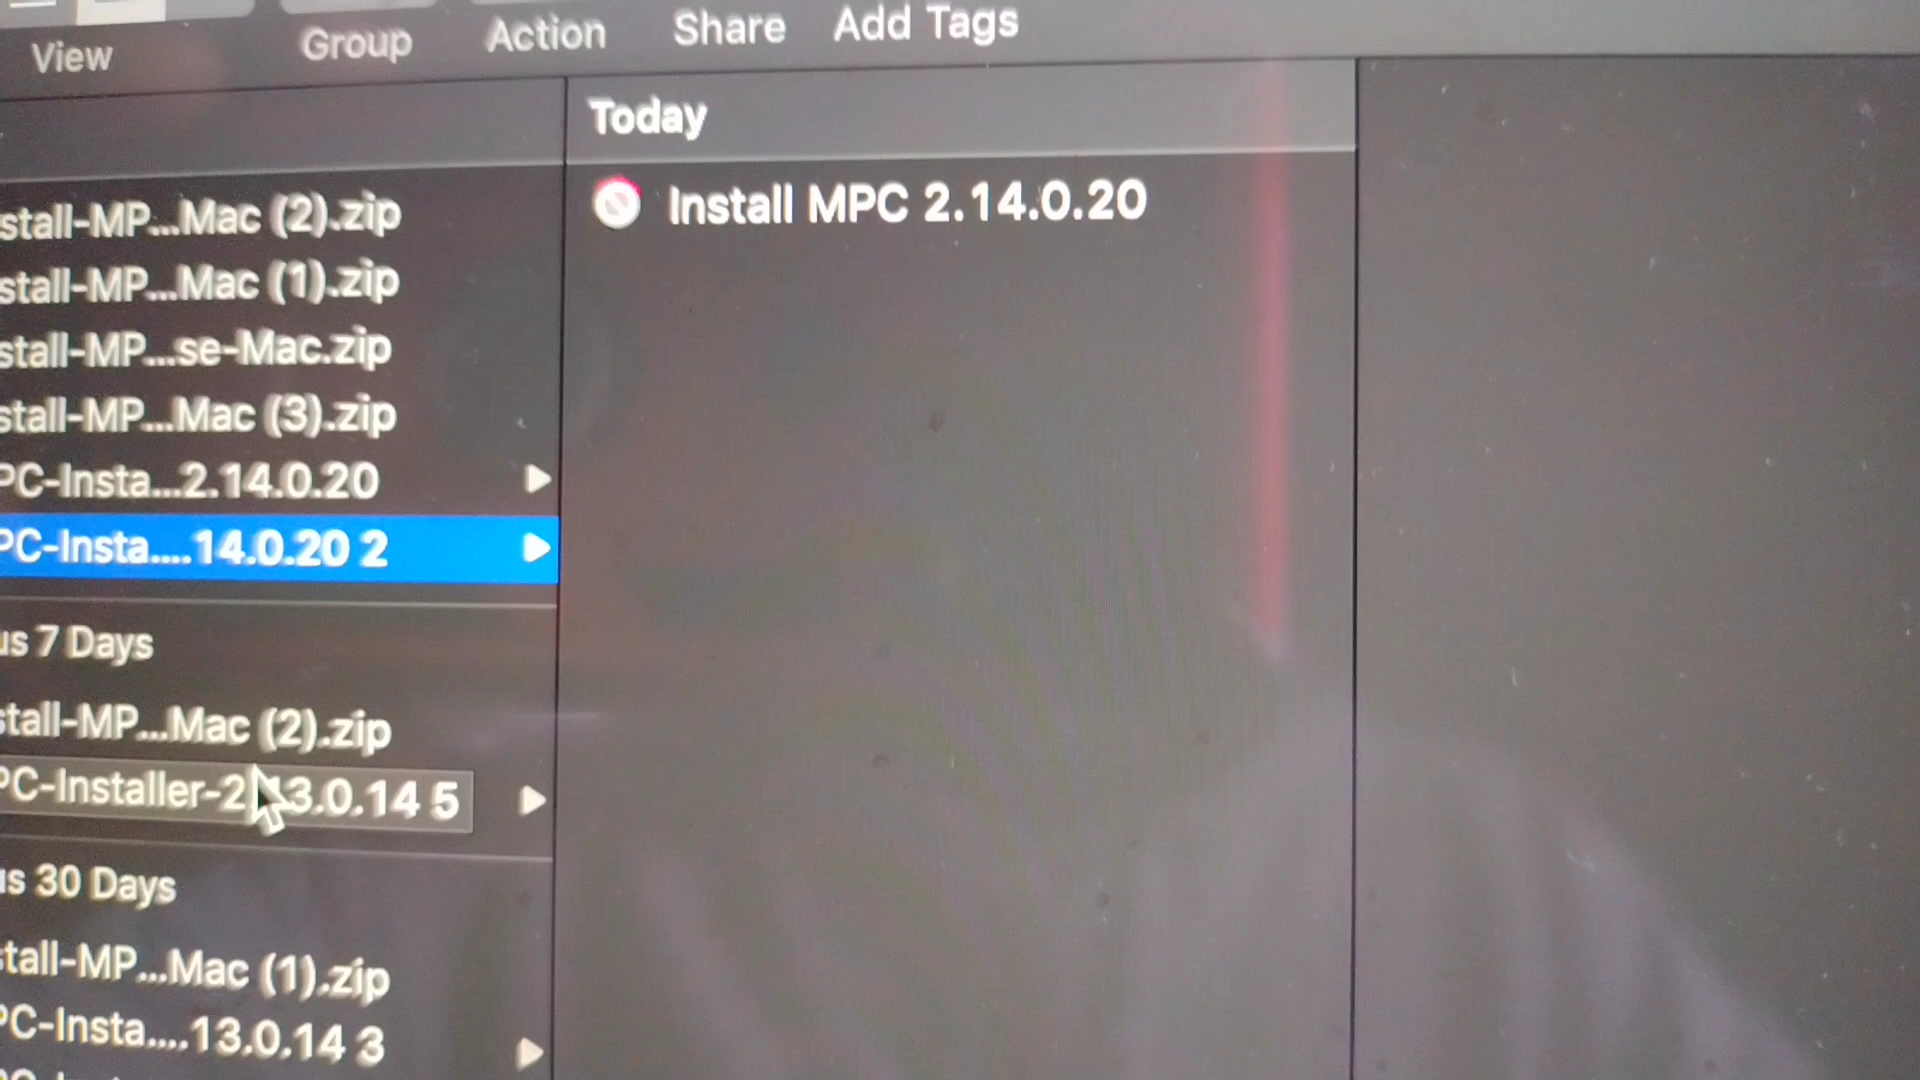 View Group Action Share Add Tags
Today
Install MPC 2.14.0.20
stall-MP...Mac (2).zip
stall-MP...Mac (1).zip
stall-MP...se-Mac.zip
stall-MP...Mac (3).zip
PC-Insta...2.14.0.20
PC-Insta....14.0.20 2
us 7 Days
stall-MP...Mac (2).zip
PC-Installer-2.13.0.14 5
us 30 Days
stall-MP...Mac (1).zip
PC-Insta....13.0.14 3